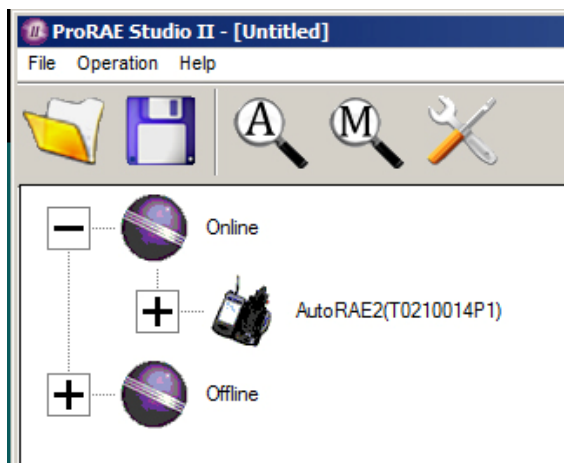 ProRAE Studio II - [Untitled]
File Operation Help
A M
Online
AutoRAE2(T0210014P1)
Offline